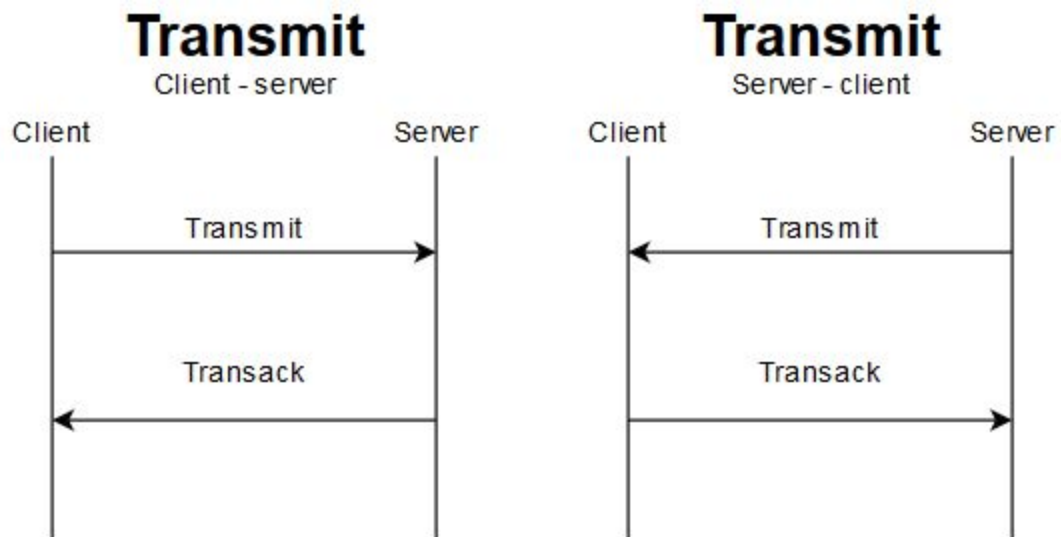 Transmit
Client - server
Client
Server
Transmit
Transack
Transmit
Server - client
Client
Server
Transmit
Transack